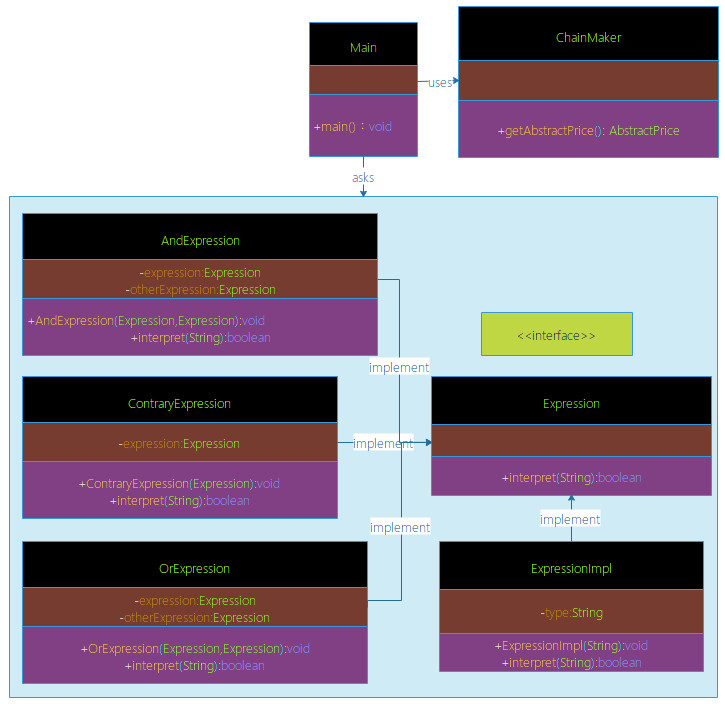 Main
+main() : void
uses
ChainMaker
+getAbstractPrice(): AbstractPrice
asks
AndExpression
-expression:Expression
-otherExpression:Expression
+AndExpression(Expression,Expression):void
+Interpret(String):boolean
<<interface>>
implement
ContraryExpression
-expression:Expression
+ContraryExpression(Expression):void
+interpret(String):boolean
implement
Expression
+interpret(String):boolean
implement
implement
OrExpression
-expression:Expression
-otherExpression:Expression
+OrExpression(Expression,Expression):void
+interpret(String):boolean
ExpressionImpl
-type:String
+ExpressionImpl(String):void
+interpret(String):boolean